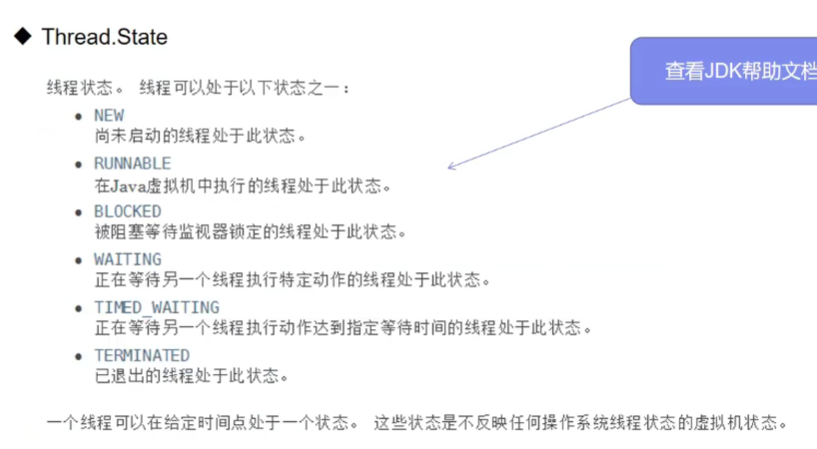 ◆ Thread.State
查看JDK帮助文档
线程状态。 线程可以处于以下状态之一：
• NEW
尚未启动的线程处于此状态。
• RUNNABLE
在Java虚拟机中执行的线程处于此状态。
• BLOCKED
被阻塞等待监视器锁定的线程处于此状态。
• WAITING
正在等待另一个线程执行特定动作的线程处于此状态。
• TIMED_WAITING
正在等待另一个线程执行动作达到指定等待时间的线程处于此状态。
• TERMINATED
已退出的线程处于此状态。
一个线程可以在给定时间点处于一个状态。 这些状态是不反映任何操作系统线程状态的虚拟机状态。